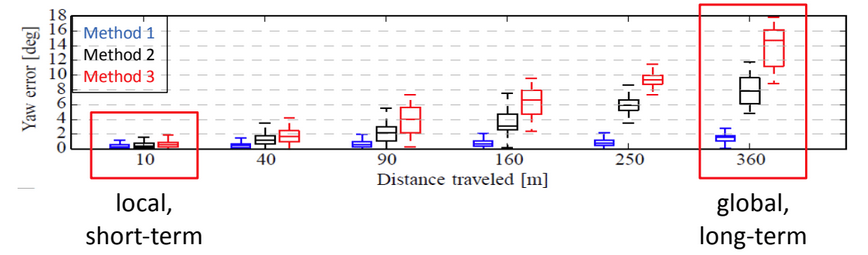 18
16
14
12
10
8
6
4
2
0
Yaw error [deg]
Method 1
Method 2
Method 3
10 40 90 160 250 360
Distance traveled [m]
local,
short-term
global,
long-term